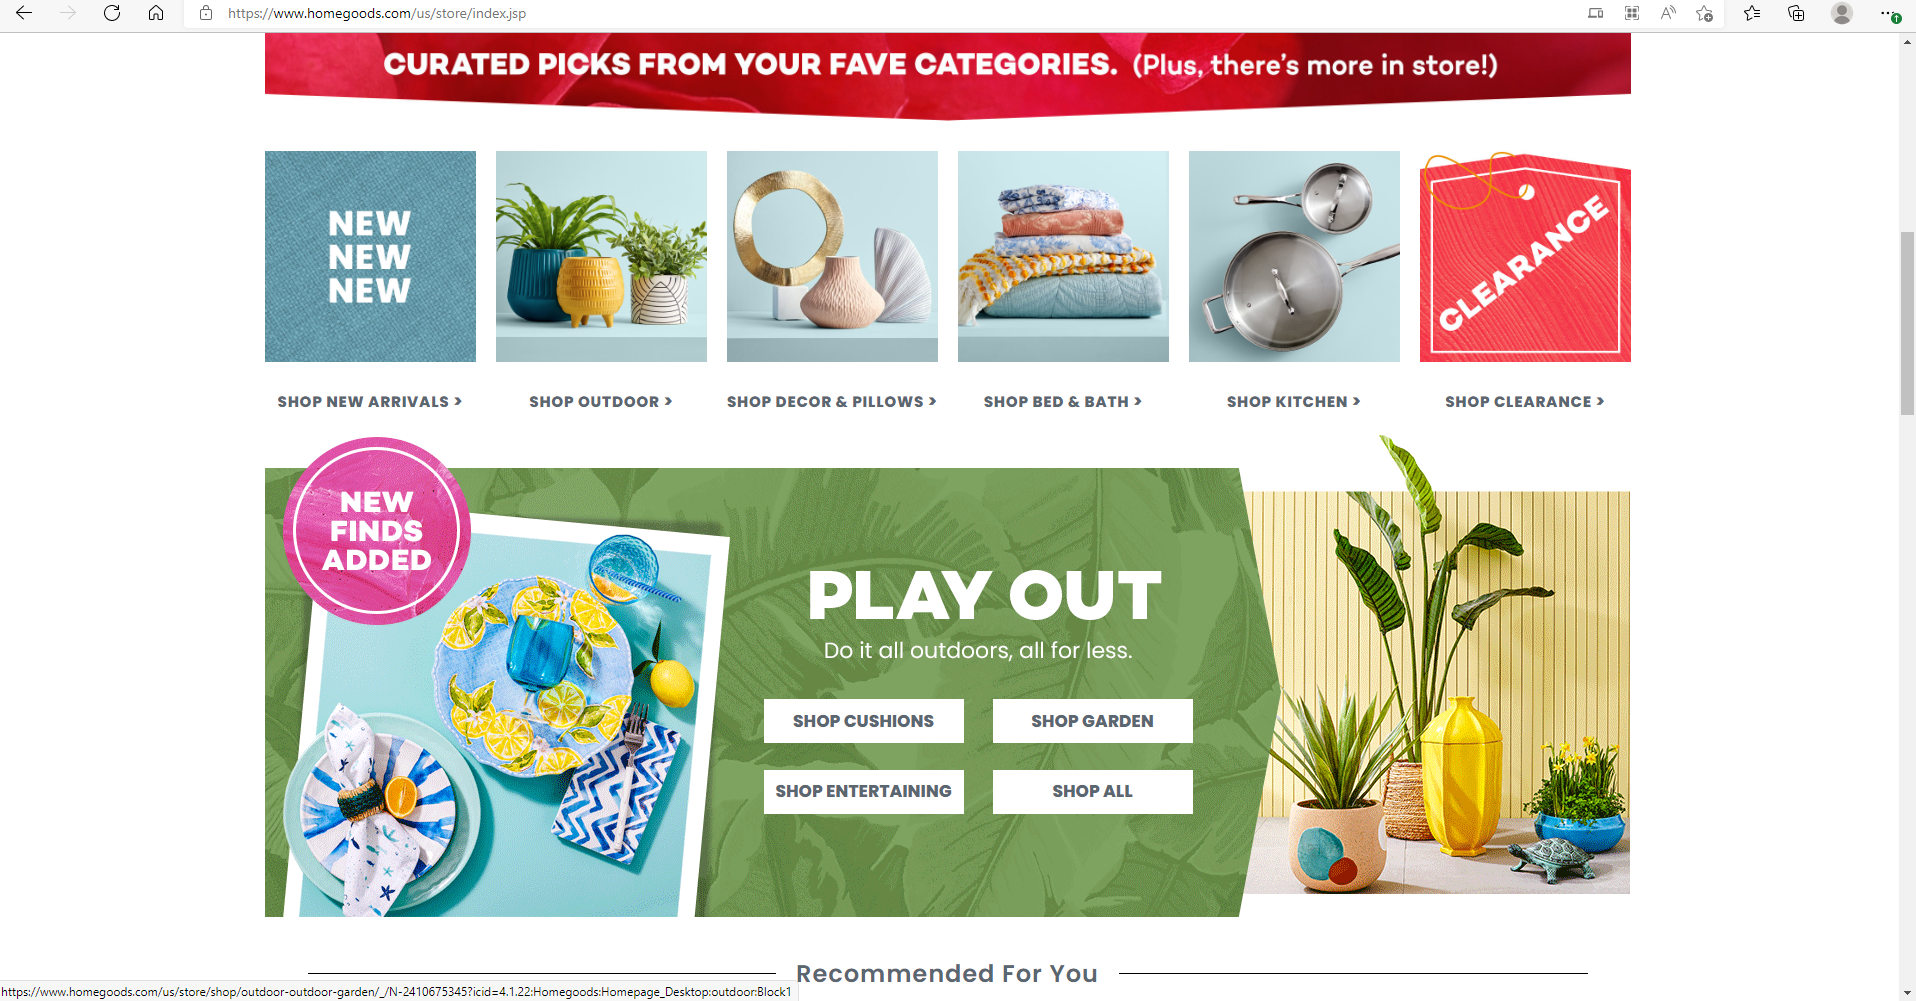 https://www.homegoods.com/us/store/index.jsp
CURATED PICKS FROM YOUR FAVE CATEGORIES. (Plus, there's more in store!)
NEW
NEW
NEW
CLEARANCE
SHOP NEW ARRIVALS >
SHOP OUTDOOR >
SHOP DECOR & PILLOWS >
SHOP BED & BATH >
SHOP KITCHEN >
SHOP CLEARANCE >
NEW
FINDS
ADDED
PLAY OUT
Do it all outdoors, all for less.
SHOP CUSHIONS
SHOP GARDEN
SHOP ENTERTAINING
SHOP ALL
Recommended For You
https://www.homegoods.com/us/store/shop/outdoor-outdoor-garden/_/N-2410675345?icid=4.1.22:Homegoods:Homepage_Desktop:outdoor:Block1